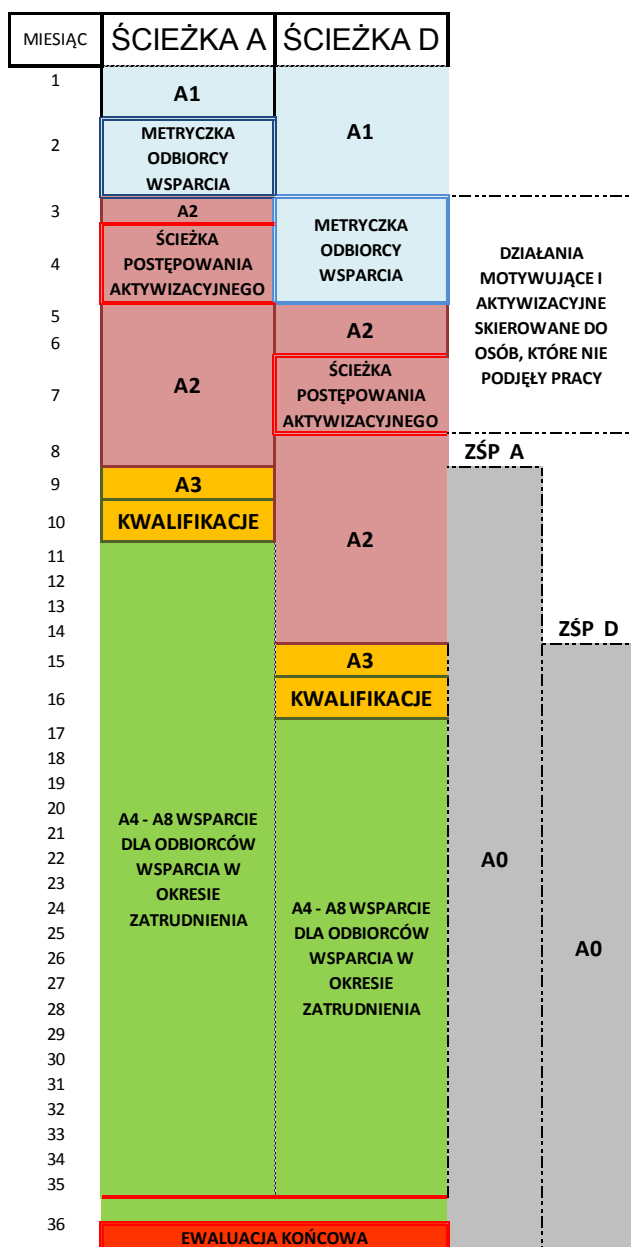 MIESIĄC ŚCIEŻKA A ŚCIEŻKA D
1
A1
A1
2
METRYCZKA
ODBIORCY
WSPARCIA
3
A2
METRYCZKA
ODBIORCY
WSPARCIA
4
ŚCIEŻKA
POSTĘPOWANIA
AKTYWIZACYJNEGO
DZIAŁANIA
MOTYWUJĄCE I
AKTYWIZACYJNE
SKIEROWANE DO
OSÓB, KTÓRE NIE
PODJĘŁY PRACY
5
6
A2
A2
7
ŚCIEŻKA
POSTĘPOWANIA
AKTYWIZACYJNEGO
8
ZŚP A
9
A3
10
KWALIFIKACJE
A2
11
12
13
14
ZŚP D
15
A3
16
KWALIFIKACJE
17
18
19
20
21
22
23
24
25
26
27
28
29
30
31
32
33
34
35
A4 - A8 WSPARCIE
DLA ODBIORCÓW
WSPARCIA W
OKRESIE
ZATRUDNIENIA
A4 - A8 WSPARCIE
DLA ODBIORCÓW
WSPARCIA W
OKRESIE
ZATRUDNIENIA
A0
A0
36
EWALUACJA KOŃCOWA